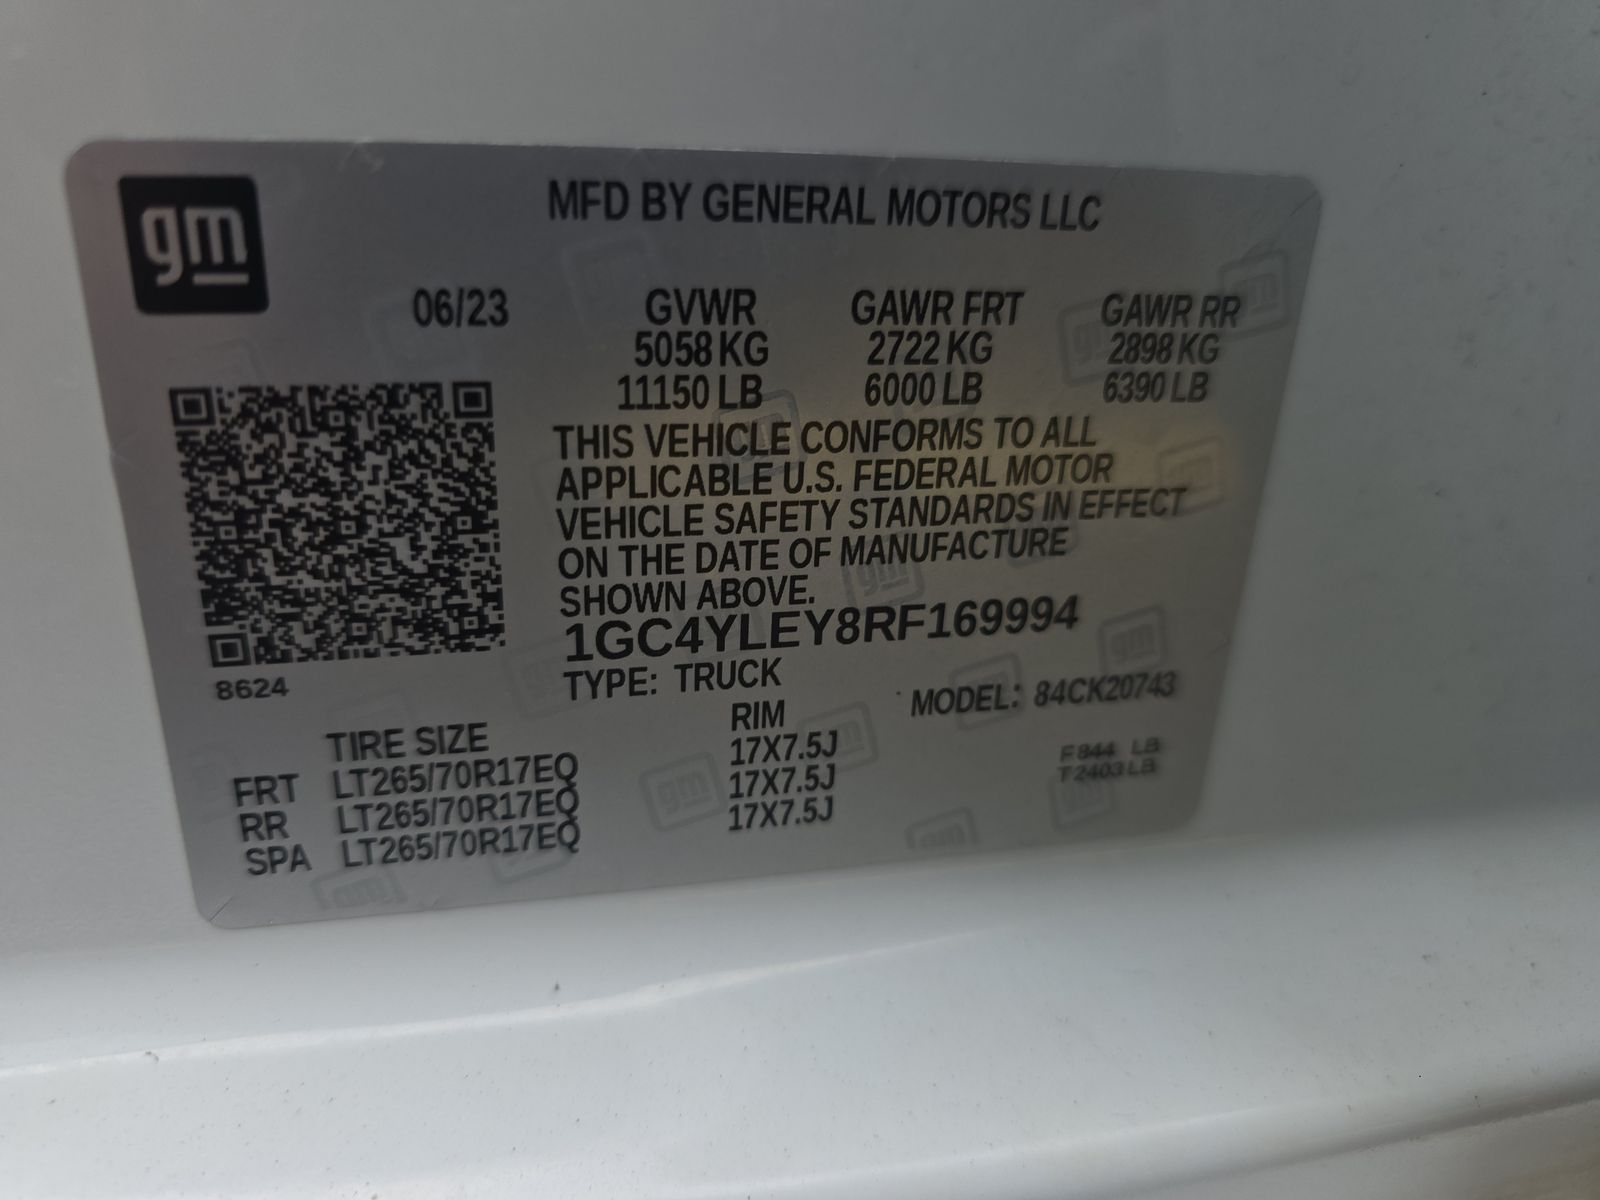 gm
MFD BY GENERAL MOTORS LLC
06/23 GVWR GAWR FRT GAWR RR
5058 KG 2722 KG 2898 KG
11150 LB 6000 LB 6390 LB
THIS VEHICLE CONFORMS TO ALL
APPLICABLE U.S. FEDERAL MOTOR
VEHICLE SAFETY STANDARDS IN EFFECT
ON THE DATE OF MANUFACTURE
SHOWN ABOVE.
1GC4YLEY8RF169994
8624
TYPE: TRUCK MODEL: 84CK20743
TIRE SIZE RIM
FRT LT265/70R17EQ 17X7.5J F 844 LB
RR LT265/70R17EQ 17X7.5J T 2403 LB
SPA LT265/70R17EQ 17X7.5J